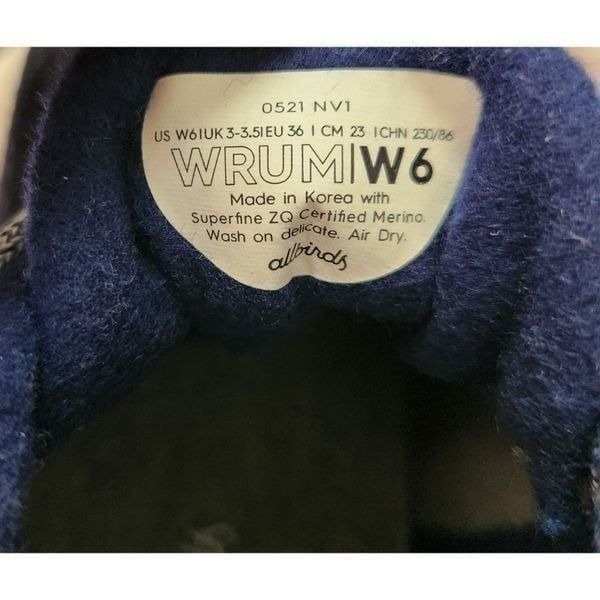 0521 NV1
US W6|UK 3-3.5|EU 36 | CM 23 | CHN 230/86
WRUM|W6
Made in Korea with
Superfine ZQ Certified Merino.
Wash on delicate. Air Dry.
allbirds